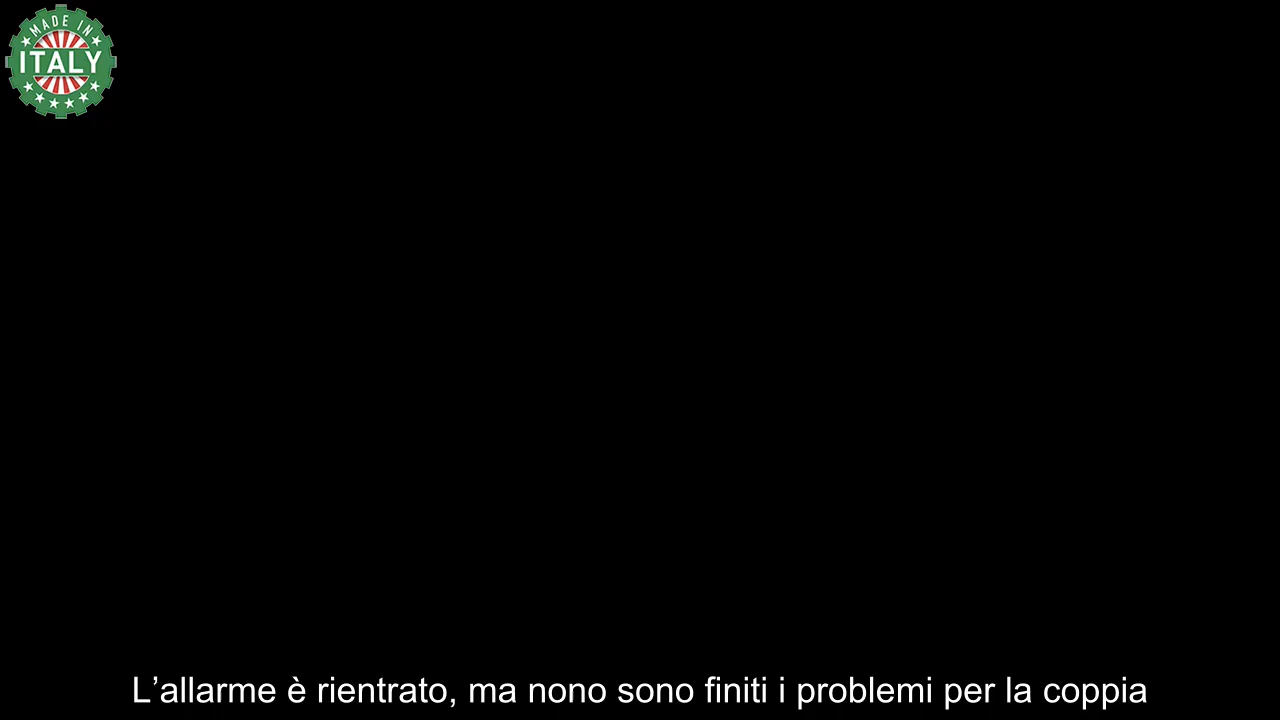 MADE IN
ITALY
L’allarme è rientrato, ma nono sono finiti i problemi per la coppia